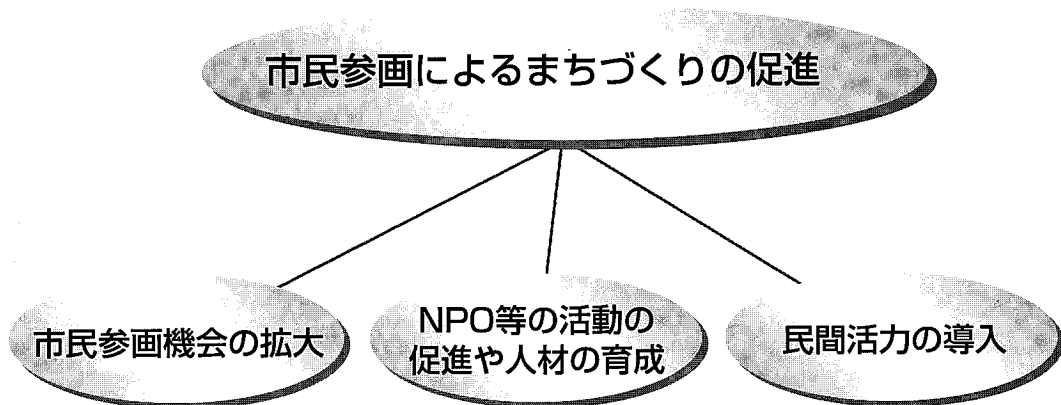 市民参画によるまちづくりの促進
市民参画機会の拡大
NPO等の活動の
促進や人材の育成
民間活力の導入